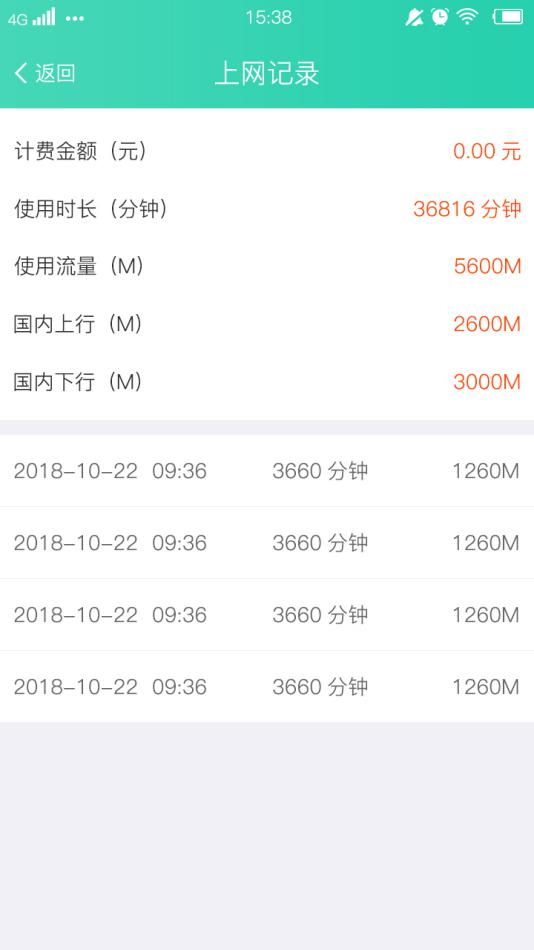 4G 15:38
返回 上网记录
计费金额（元） 0.00 元
使用时长（分钟） 36816 分钟
使用流量（M） 5600M
国内上行（M） 2600M
国内下行（M） 3000M
2018-10-22 09:36 3660 分钟 1260M
2018-10-22 09:36 3660 分钟 1260M
2018-10-22 09:36 3660 分钟 1260M
2018-10-22 09:36 3660 分钟 1260M